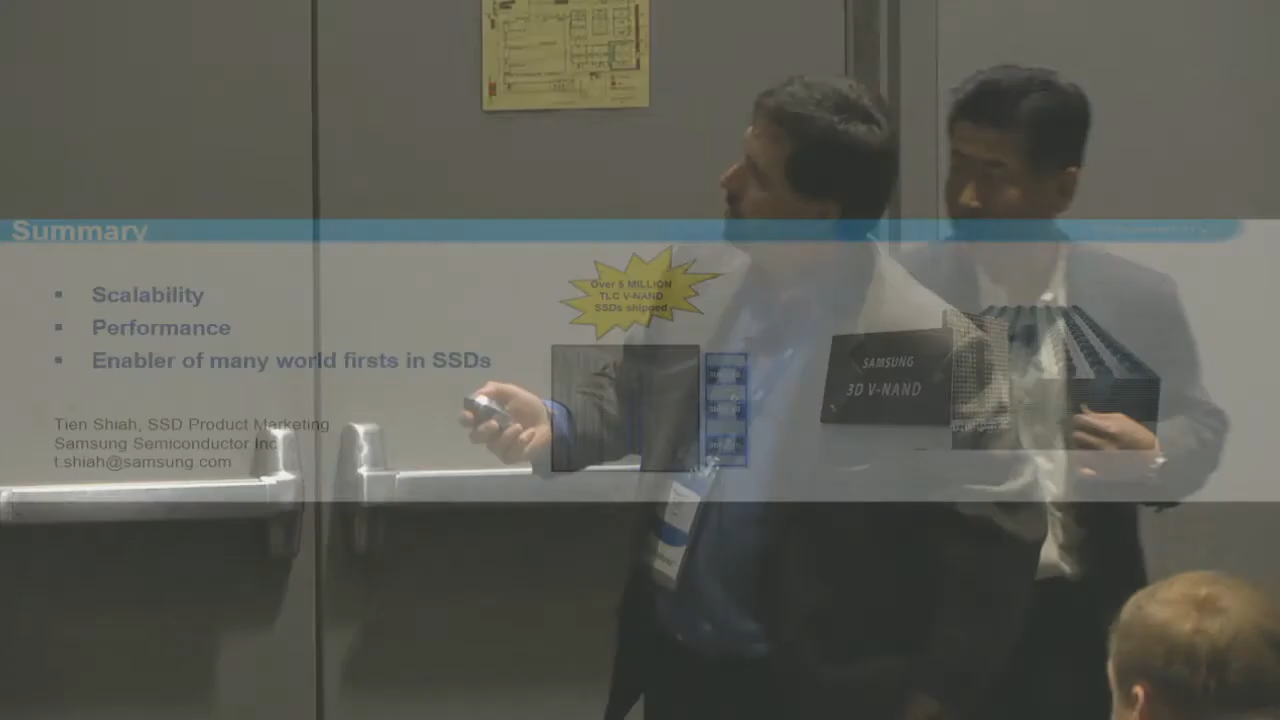 Summary
Scalability
Performance
Enabler of many world firsts in SSDs
Over 5 MILLION
TLC V-NAND
SSDs shipped
SAMSUNG
3D V-NAND
Tien Shiah, SSD Product Marketing
Samsung Semiconductor Inc
t.shiah@samsung.com